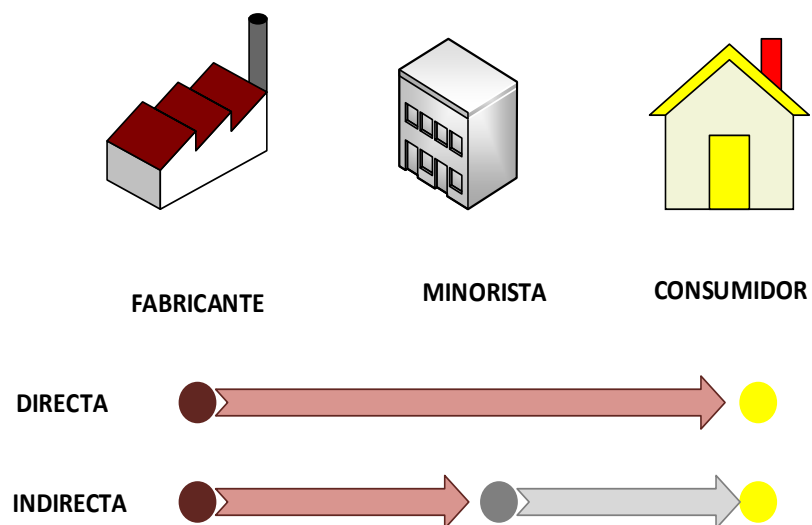 FABRICANTE
MINORISTA
CONSUMIDOR
DIRECTA
INDIRECTA